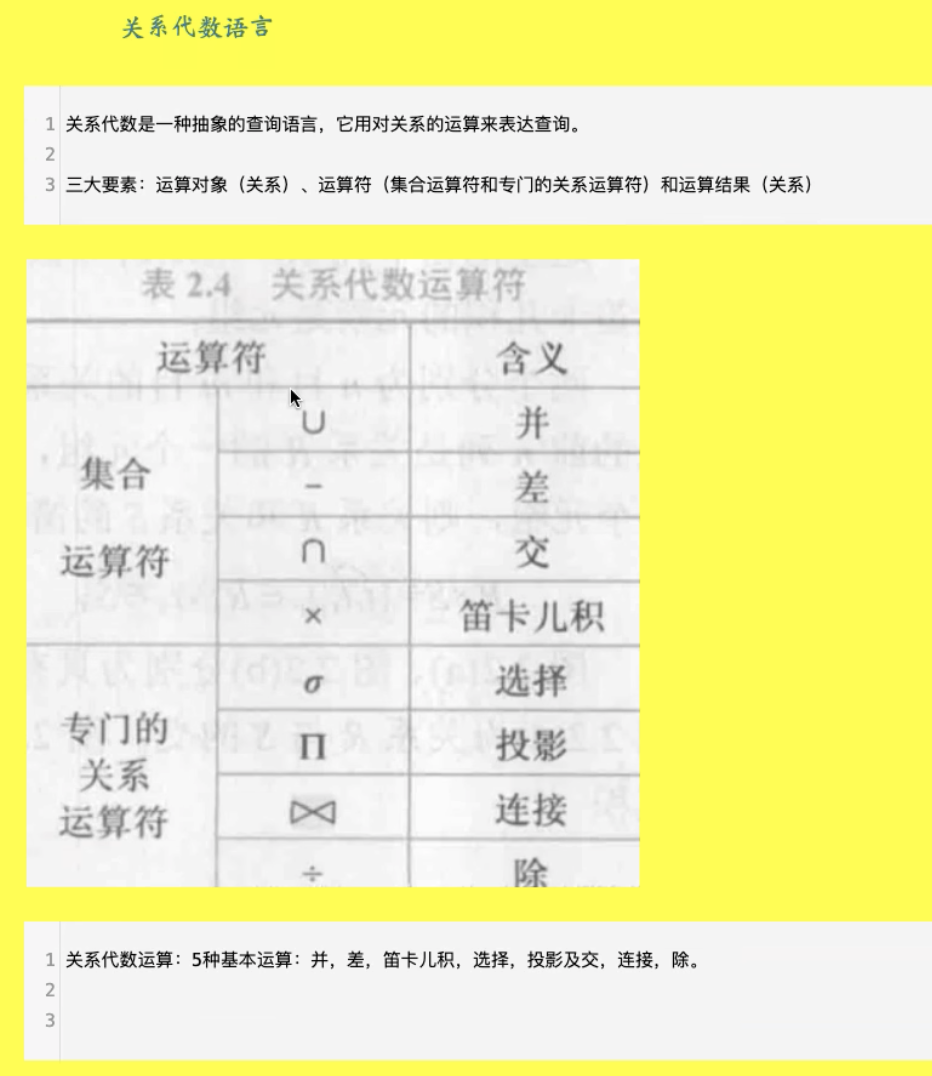 关系代数语言
1 关系代数是一种抽象的查询语言，它用对关系的运算来表达查询。
2
3 三大要素：运算对象（关系）、运算符（集合运算符和专门的关系运算符）和运算结果（关系）
表 2.4 关系代数运算符
运算符 含义
集合
运算符
∪ 并
− 差
∩ 交
× 笛卡儿积
专门的
关系
运算符
σ 选择
Π 投影
⋈ 连接
÷ 除
1 关系代数运算：5种基本运算：并，差，笛卡儿积，选择，投影及交，连接，除。
2
3